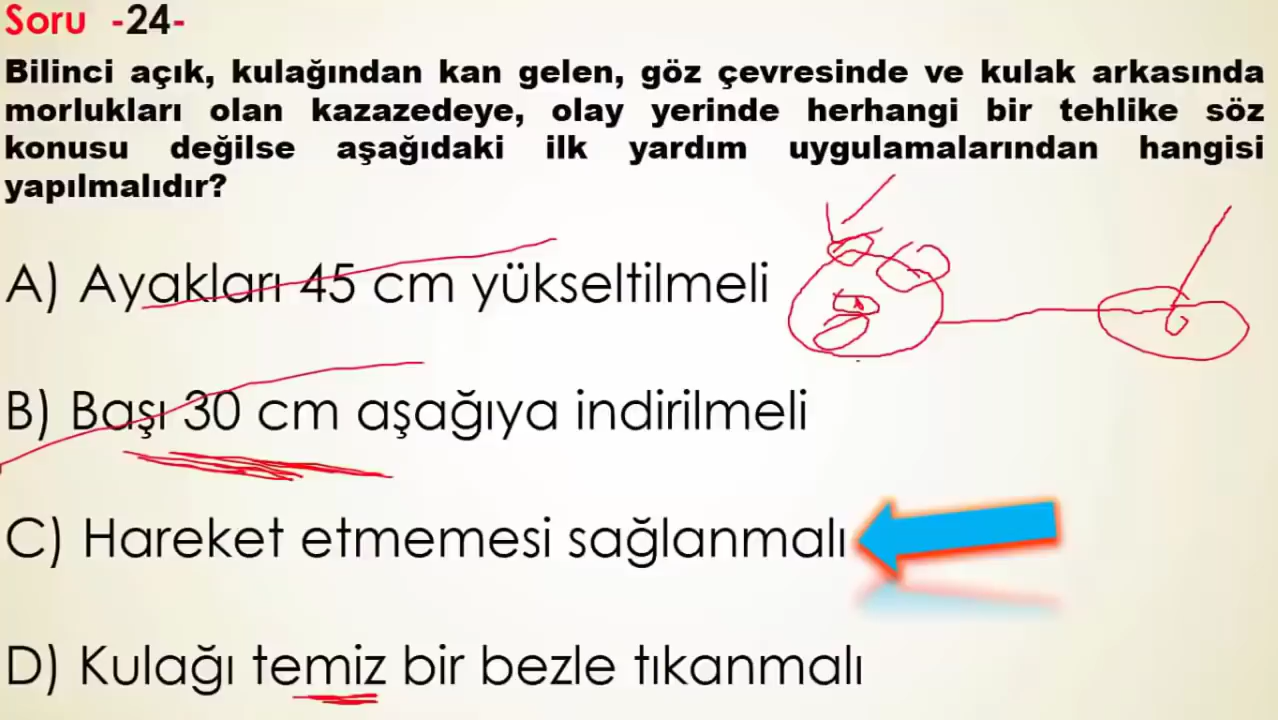 Soru -24-
Bilinci açık, kulağından kan gelen, göz çevresinde ve kulak arkasında
morlukları olan kazazedeye, olay yerinde herhangi bir tehlike söz
konusu değilse aşağıdaki ilk yardım uygulamalarından hangisi
yapılmalıdır?
A) Ayakları 45 cm yükseltilmeli
B) Başı 30 cm aşağıya indirilmeli
C) Hareket etmemesi sağlanmalı
D) Kulağı temiz bir bezle tıkanmalı